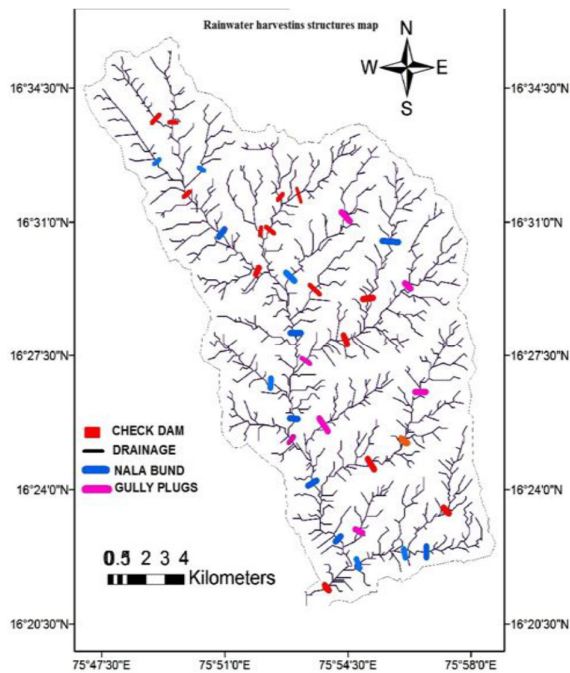 Rainwater harvestins structures map
N
W E
S
16°34'30"N 16°34'30"N
16°31'0"N 16°31'0"N
16°27'30"N 16°27'30"N
CHECK DAM
DRAINAGE
NALA BUND
GULLY PLUGS
16°24'0"N 16°24'0"N
0 0.5 1 2 3 4
Kilometers
16°20'30"N 16°20'30"N
75°47'30"E 75°51'0"E 75°54'30"E 75°58'0"E